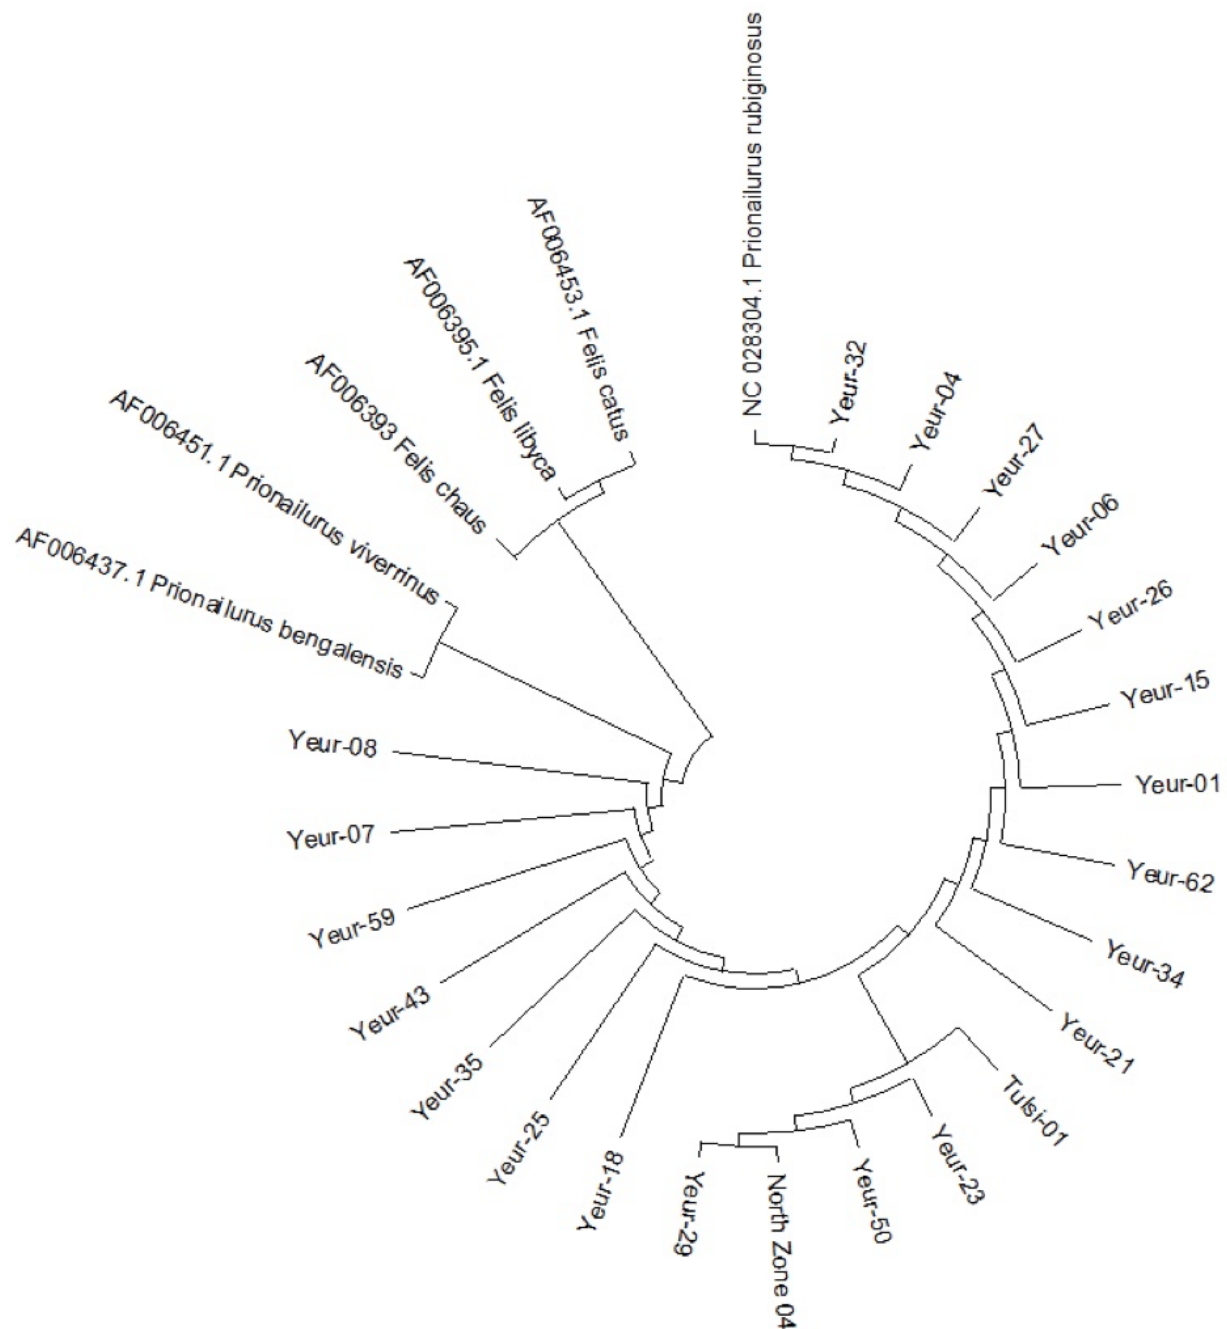 NC 028304.1 Prionailurus rubiginosus
Yeur-32
Yeur-04
Yeur-27
Yeur-06
Yeur-26
Yeur-15
Yeur-01
Yeur-62
Yeur-34
Yeur-21
Tulsi-01
Yeur-23
Yeur-50
North Zone 04
Yeur-29
Yeur-18
Yeur-25
Yeur-35
Yeur-43
Yeur-59
Yeur-07
Yeur-08
AF006437.1 Prionailurus bengalensis
AF006451.1 Prionailurus viverrinus
AF006393 Felis chaus
AF006395.1 Felis libyca
AF006453.1 Felis catus